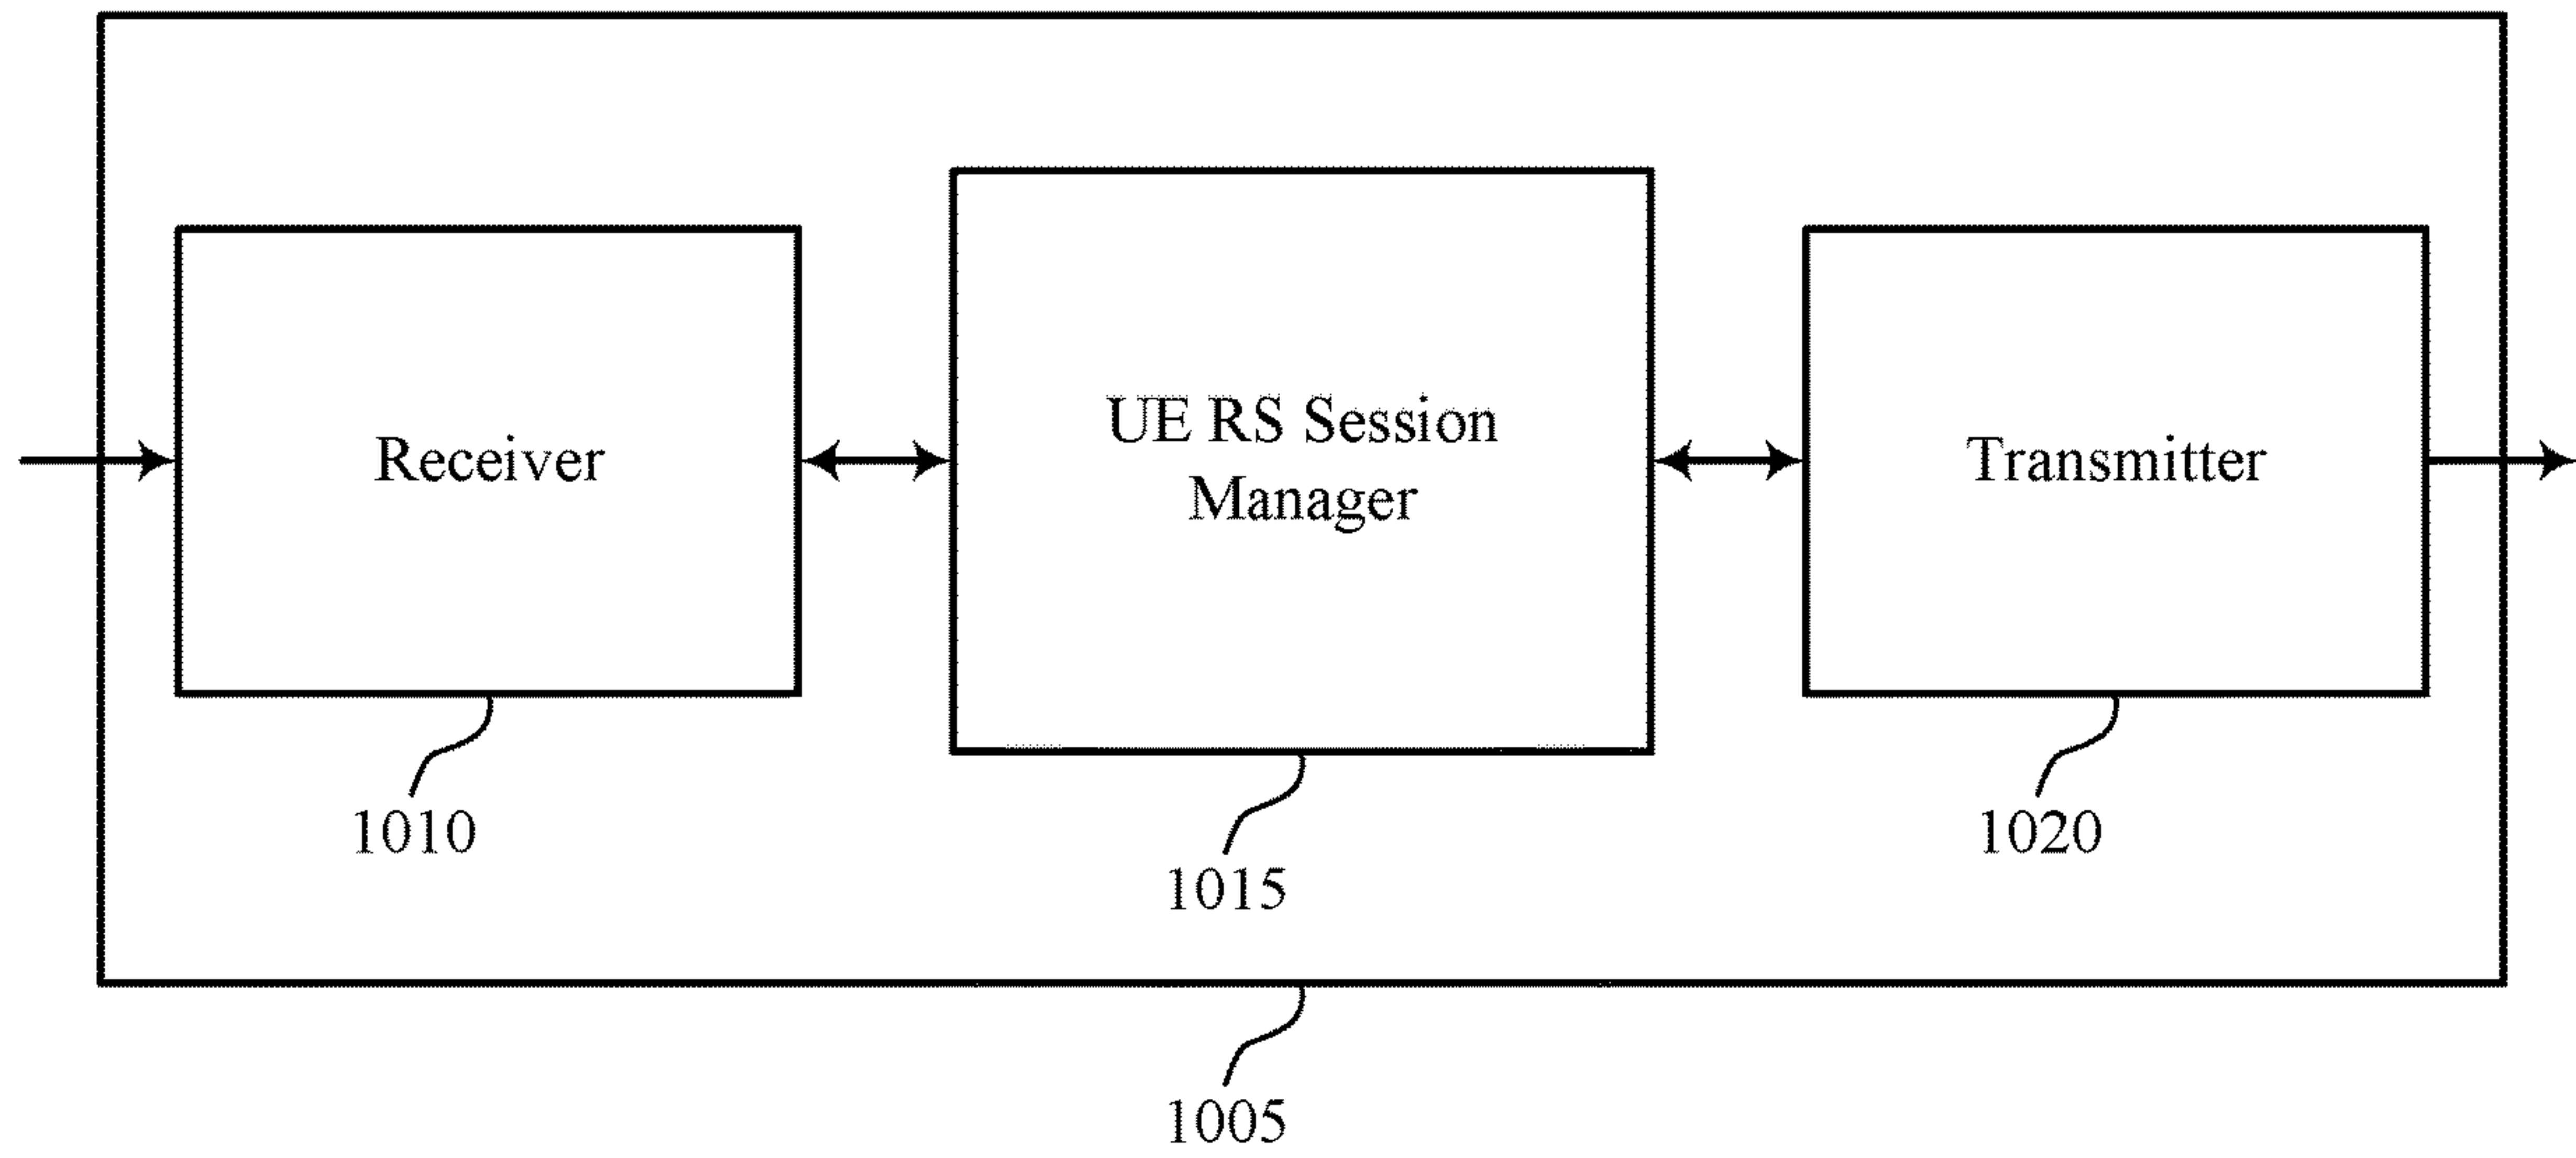 Receiver
UE RS Session
Manager
Transmitter
1010
1015
1020
1005